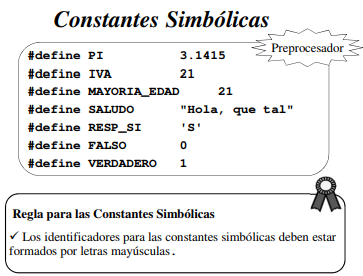 Constantes Simbólicas
Preprocesador
#define PI 3.1415
#define IVA 21
#define MAYORIA_EDAD 21
#define SALUDO "Hola, que tal"
#define RESP_SI 'S'
#define FALSO 0
#define VERDADERO 1
Regla para las Constantes Simbólicas
✓ Los identificadores para las constantes simbólicas deben estar
formados por letras mayúsculas.